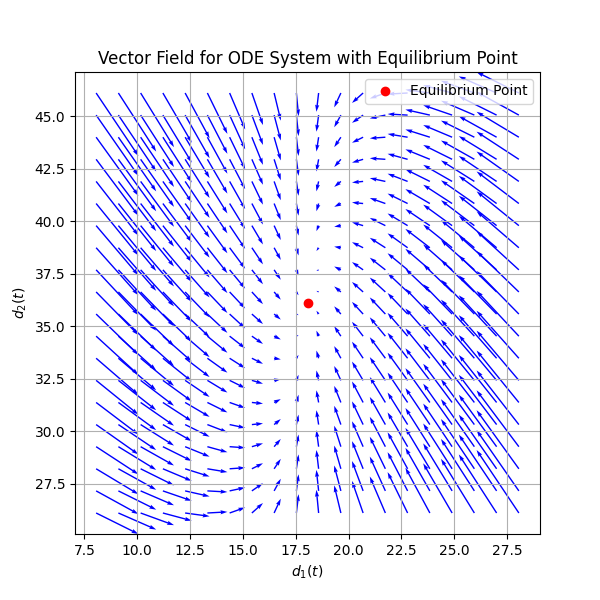 Vector Field for ODE System with Equilibrium Point
Equilibrium Point
45.0
42.5
40.0
37.5
35.0
32.5
30.0
27.5
d₂(t)
7.5 10.0 12.5 15.0 17.5 20.0 22.5 25.0 27.5
d₁(t)